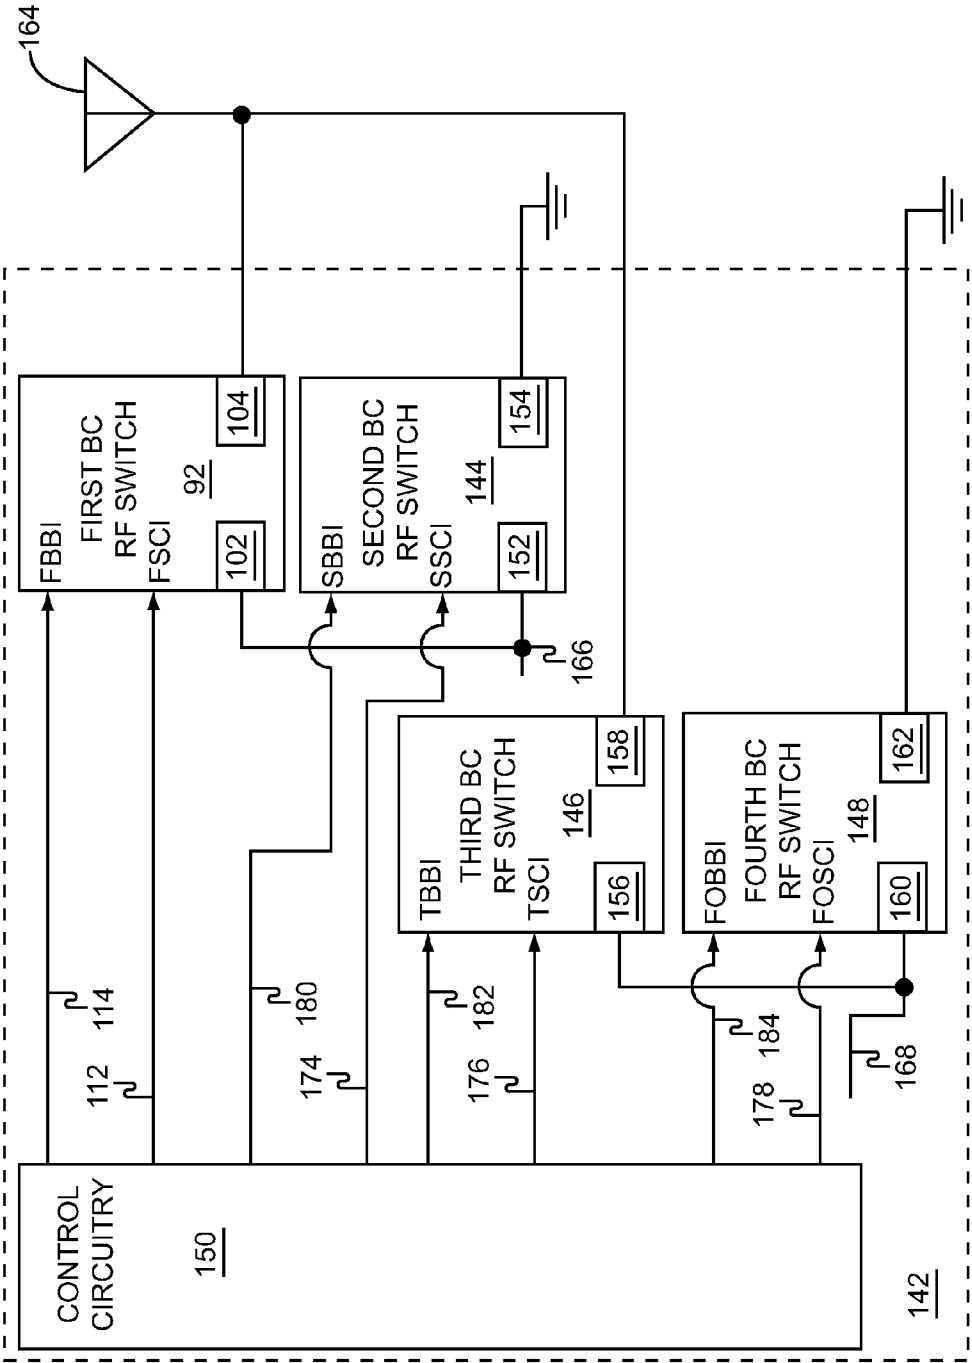 CONTROL
CIRCUITRY
150
142
114
112
180
174
182
176
184
178
168
166
164
FBBI
FIRST BC
RF SWITCH
FSCI
92
102
104
SBBI
SECOND BC
RF SWITCH
SSCI
144
152
154
TBBI
THIRD BC
RF SWITCH
TSCI
146
156
158
FOBBI
FOURTH BC
RF SWITCH
FOSCI
148
160
162